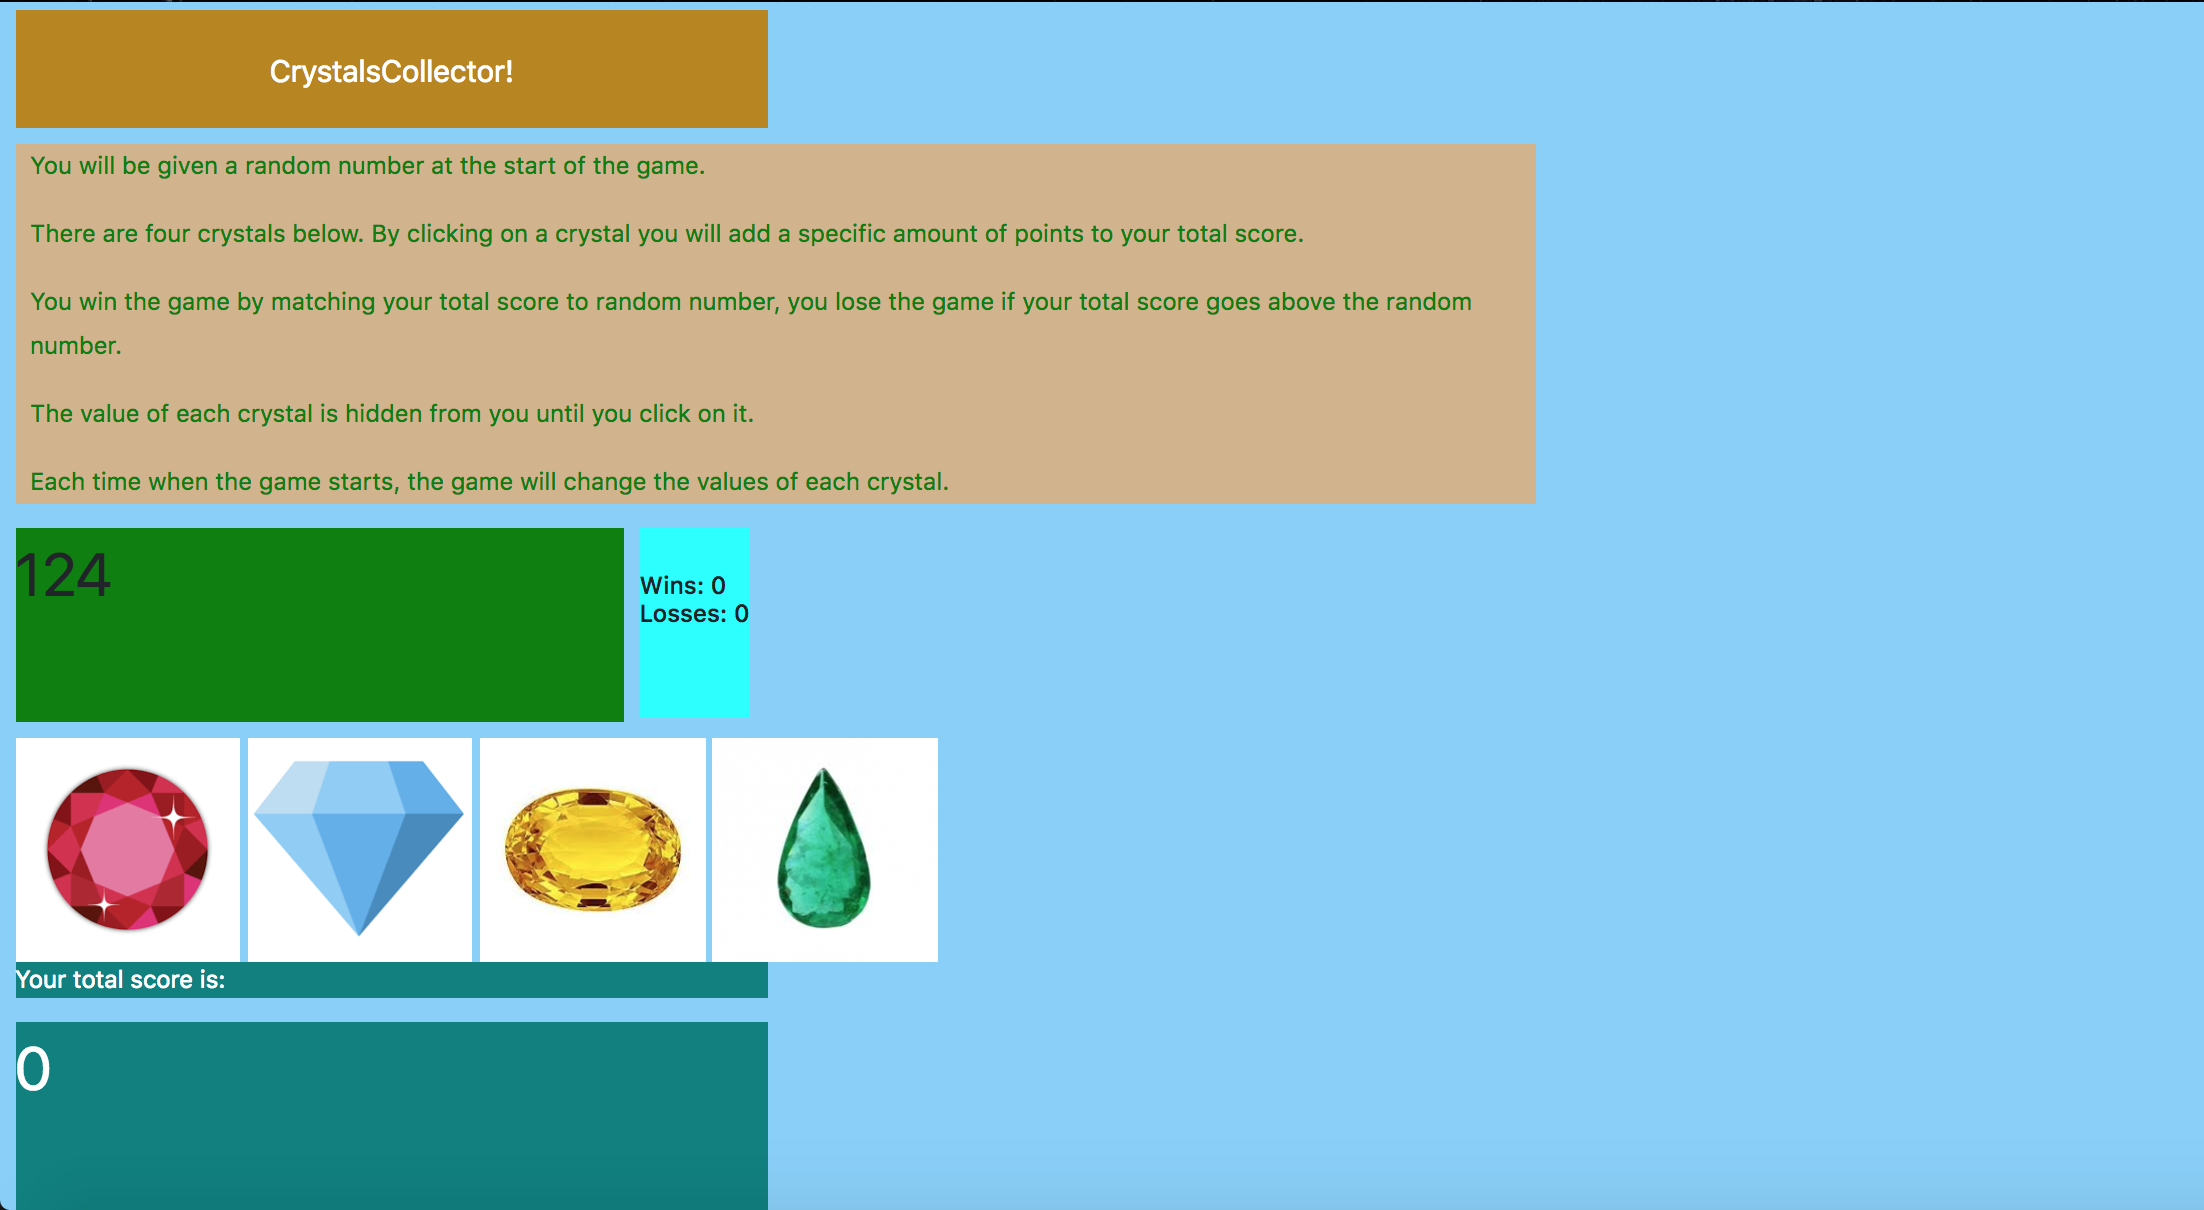 CrystalsCollector!
You will be given a random number at the start of the game.
There are four crystals below. By clicking on a crystal you will add a specific amount of points to your total score.
You win the game by matching your total score to random number, you lose the game if your total score goes above the random
number.
The value of each crystal is hidden from you until you click on it.
Each time when the game starts, the game will change the values of each crystal.
124
Wins: 0
Losses: 0
Your total score is:
0